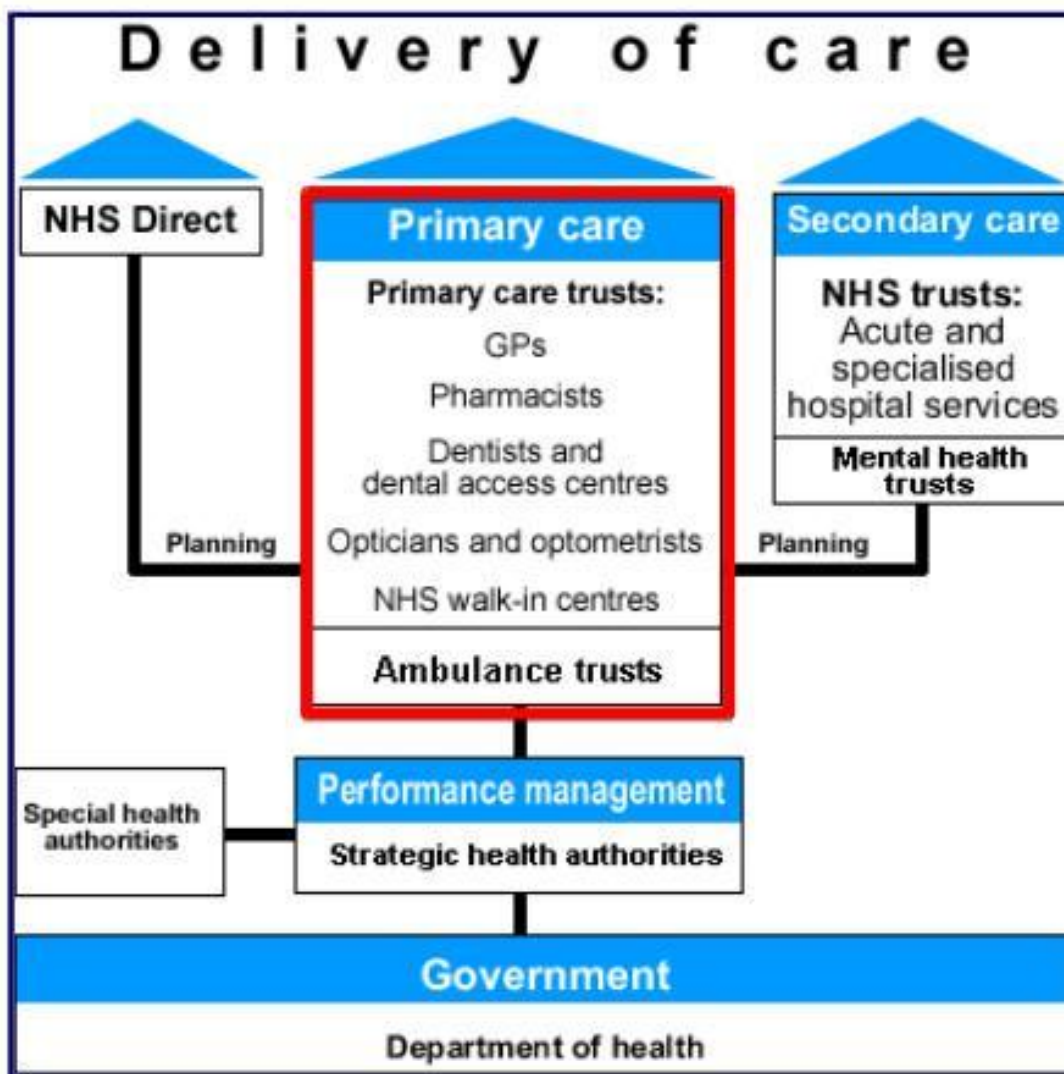 Delivery of care
NHS Direct
Primary care
Primary care trusts:
GPs
Pharmacists
Dentists and
dental access centres
Opticians and optometrists
NHS walk-in centres
Ambulance trusts
Secondary care
NHS trusts:
Acute and
specialised
hospital services
Mental health
trusts
Planning
Planning
Performance management
Strategic health authorities
Special health
authorities
Government
Department of health